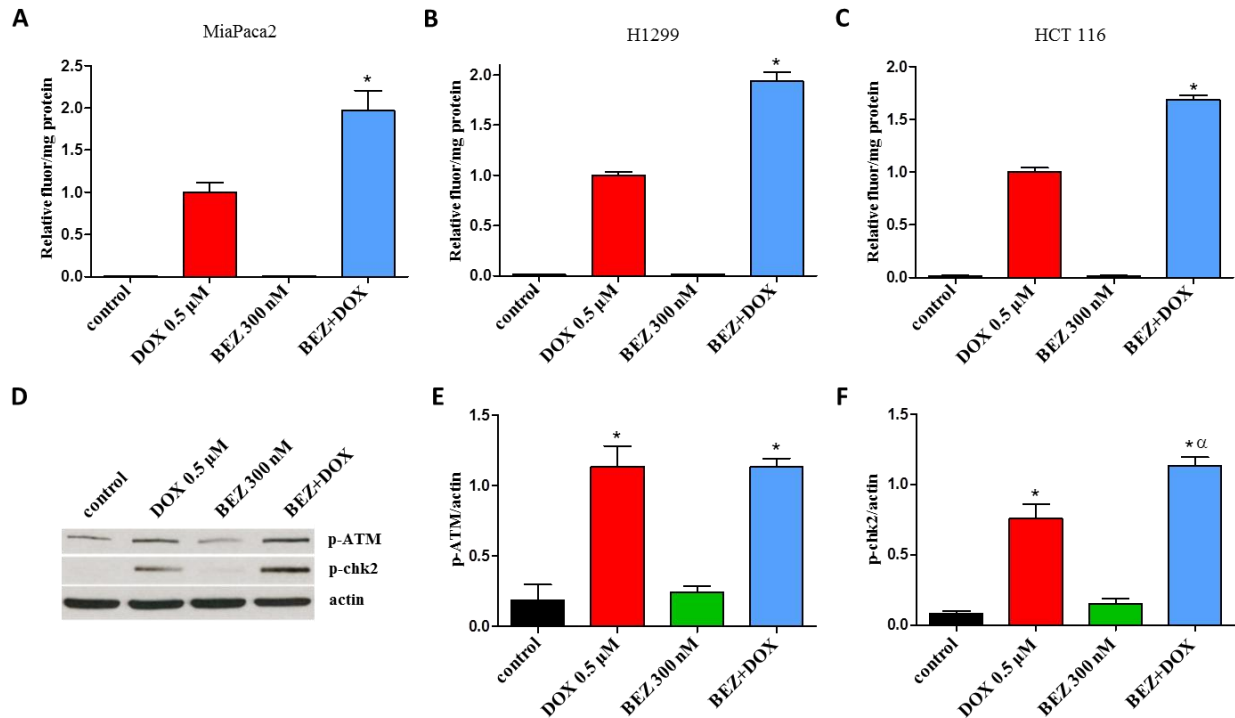 A
MiaPaca2
Relative fluor/mg protein
2.5
2.0
1.5
1.0
0.5
0.0
control
DOX 0.5 μM
BEZ 300 nM
*
BEZ+DOX
B
H1299
Relative fluor/mg protein
2.0
1.5
1.0
0.5
0.0
control
DOX 0.5 μM
BEZ 300 nM
*
BEZ+DOX
C
HCT 116
Relative fluor/mg protein
2.0
1.5
1.0
0.5
0.0
control
DOX 0.5 μM
BEZ 300 nM
*
BEZ+DOX
D
control
DOX 0.5 μM
BEZ 300 nM
BEZ+DOX
p-ATM
p-chk2
actin
E
p-ATM/actin
1.5
1.0
0.5
0.0
control
*
DOX 0.5 μM
BEZ 300 nM
*
BEZ+DOX
F
p-chk2/actin
1.5
1.0
0.5
0.0
control
*
DOX 0.5 μM
BEZ 300 nM
* α
BEZ+DOX